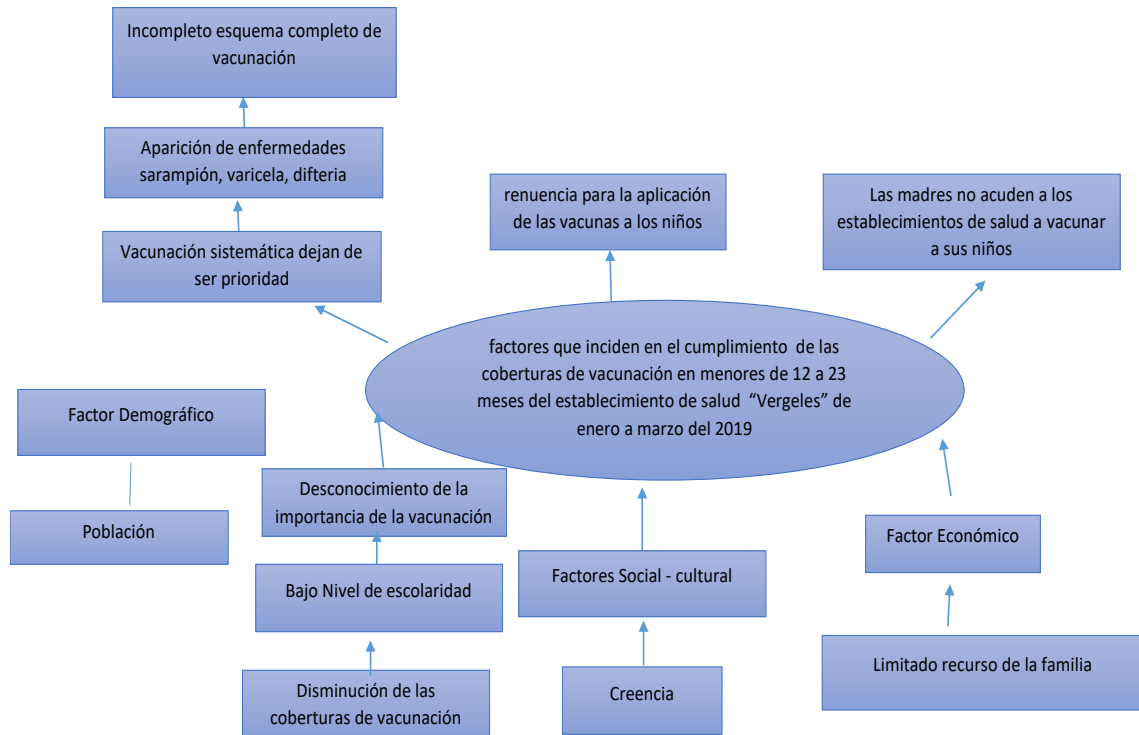 Incompleto esquema completo de
vacunación
Aparición de enfermedades
sarampión, varicela, difteria
renuencia para la aplicación
de las vacunas a los niños
Las madres no acuden a los
establecimientos de salud a vacunar
a sus niños
Vacunación sistemática dejan de
ser prioridad
factores que inciden en el cumplimiento de las
coberturas de vacunación en menores de 12 a 23
meses del establecimiento de salud “Vergeles” de
enero a marzo del 2019
Factor Demográfico
Población
Desconocimiento de la
importancia de la vacunación
Bajo Nivel de escolaridad
Disminución de las
coberturas de vacunación
Factores Social - cultural
Creencia
Factor Económico
Limitado recurso de la familia